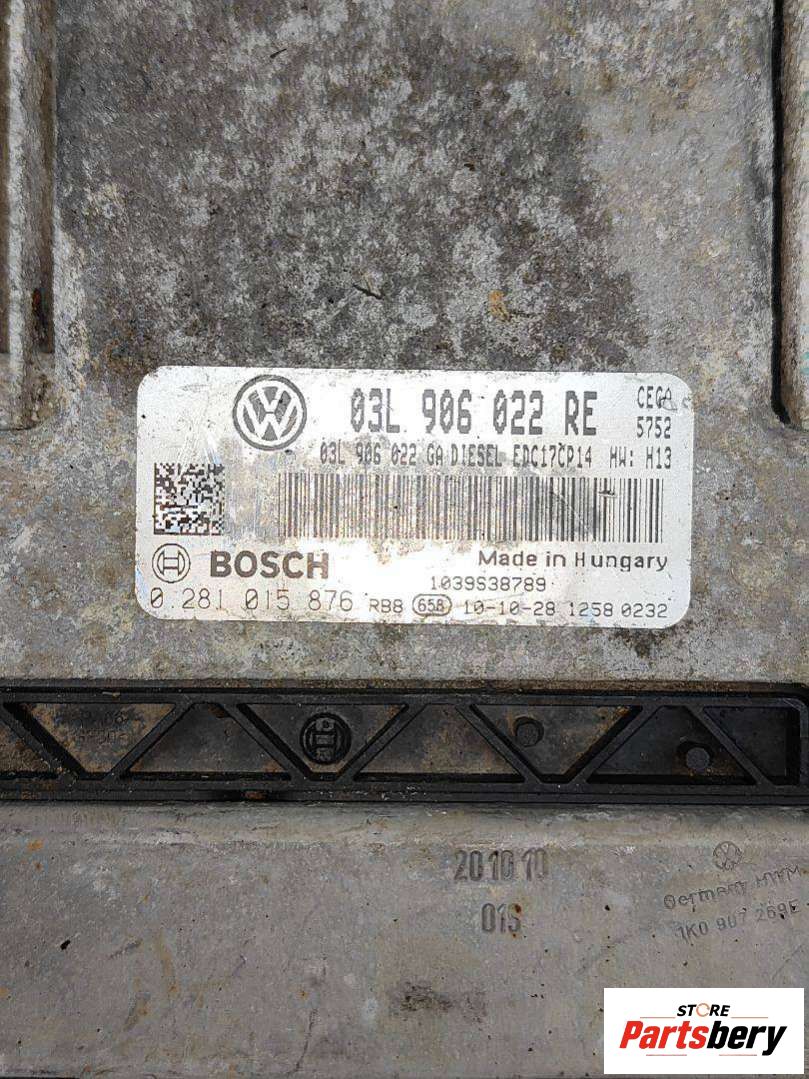 03L 906 022 RE
CEGA
5752
03L 906 022 GA DIESEL EDC17CP14 HW: H13
BOSCH
Made in Hungary
1039S38789
0 281 015 876 RB8 658 10-10-28 1258 0232
201010
01S
Germany
1K0 907 269E
STORE
Partsbery